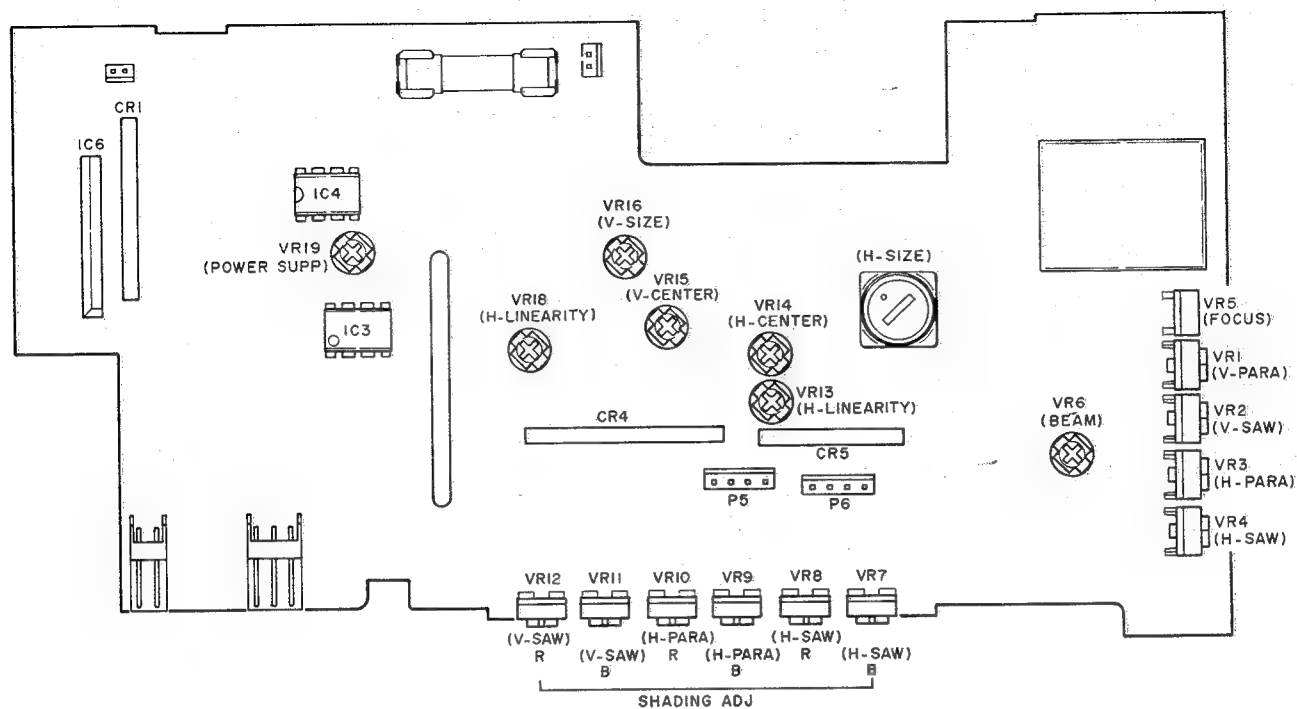 CR1
IC6
IC4
VR16
(V-SIZE)
VR19
(POWER SUPP)
(H-SIZE)
VR15
(V-CENTER)
VR18
(H-LINEARITY)
VR14
(H-CENTER)
IC3
VR5
(FOCUS)
VR1
(V-PARA)
VR13
(H-LINEARITY)
VR6
(BEAM)
VR2
(V-SAW)
CR4
CR5
VR3
(H-PARA)
P5
P6
VR4
(H-SAW)
VR12
VR11
VR10
VR9
VR8
VR7
(V-SAW)
R
(V-SAW)
B
(H-PARA)
R
(H-PARA)
B
(H-SAW)
R
(H-SAW)
B
SHADING ADJ